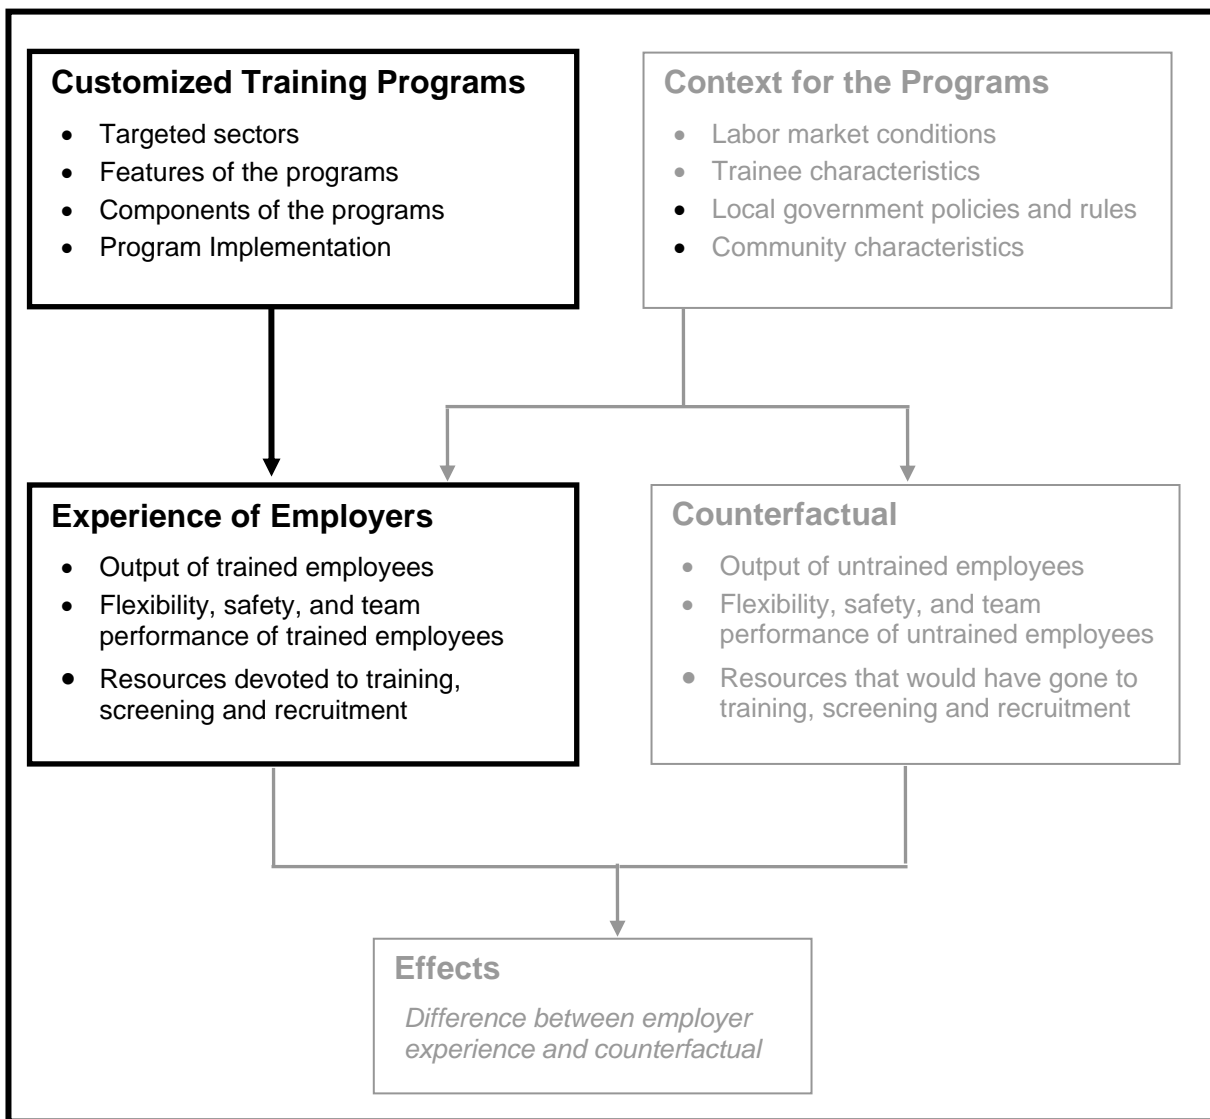 Customized Training Programs
• Targeted sectors
• Features of the programs
• Components of the programs
• Program Implementation
Context for the Programs
• Labor market conditions
• Trainee characteristics
• Local government policies and rules
• Community characteristics
Experience of Employers
• Output of trained employees
• Flexibility, safety, and team
performance of trained employees
• Resources devoted to training,
screening and recruitment
Counterfactual
• Output of untrained employees
• Flexibility, safety, and team
performance of untrained employees
• Resources that would have gone to
training, screening and recruitment
Effects
Difference between employer
experience and counterfactual